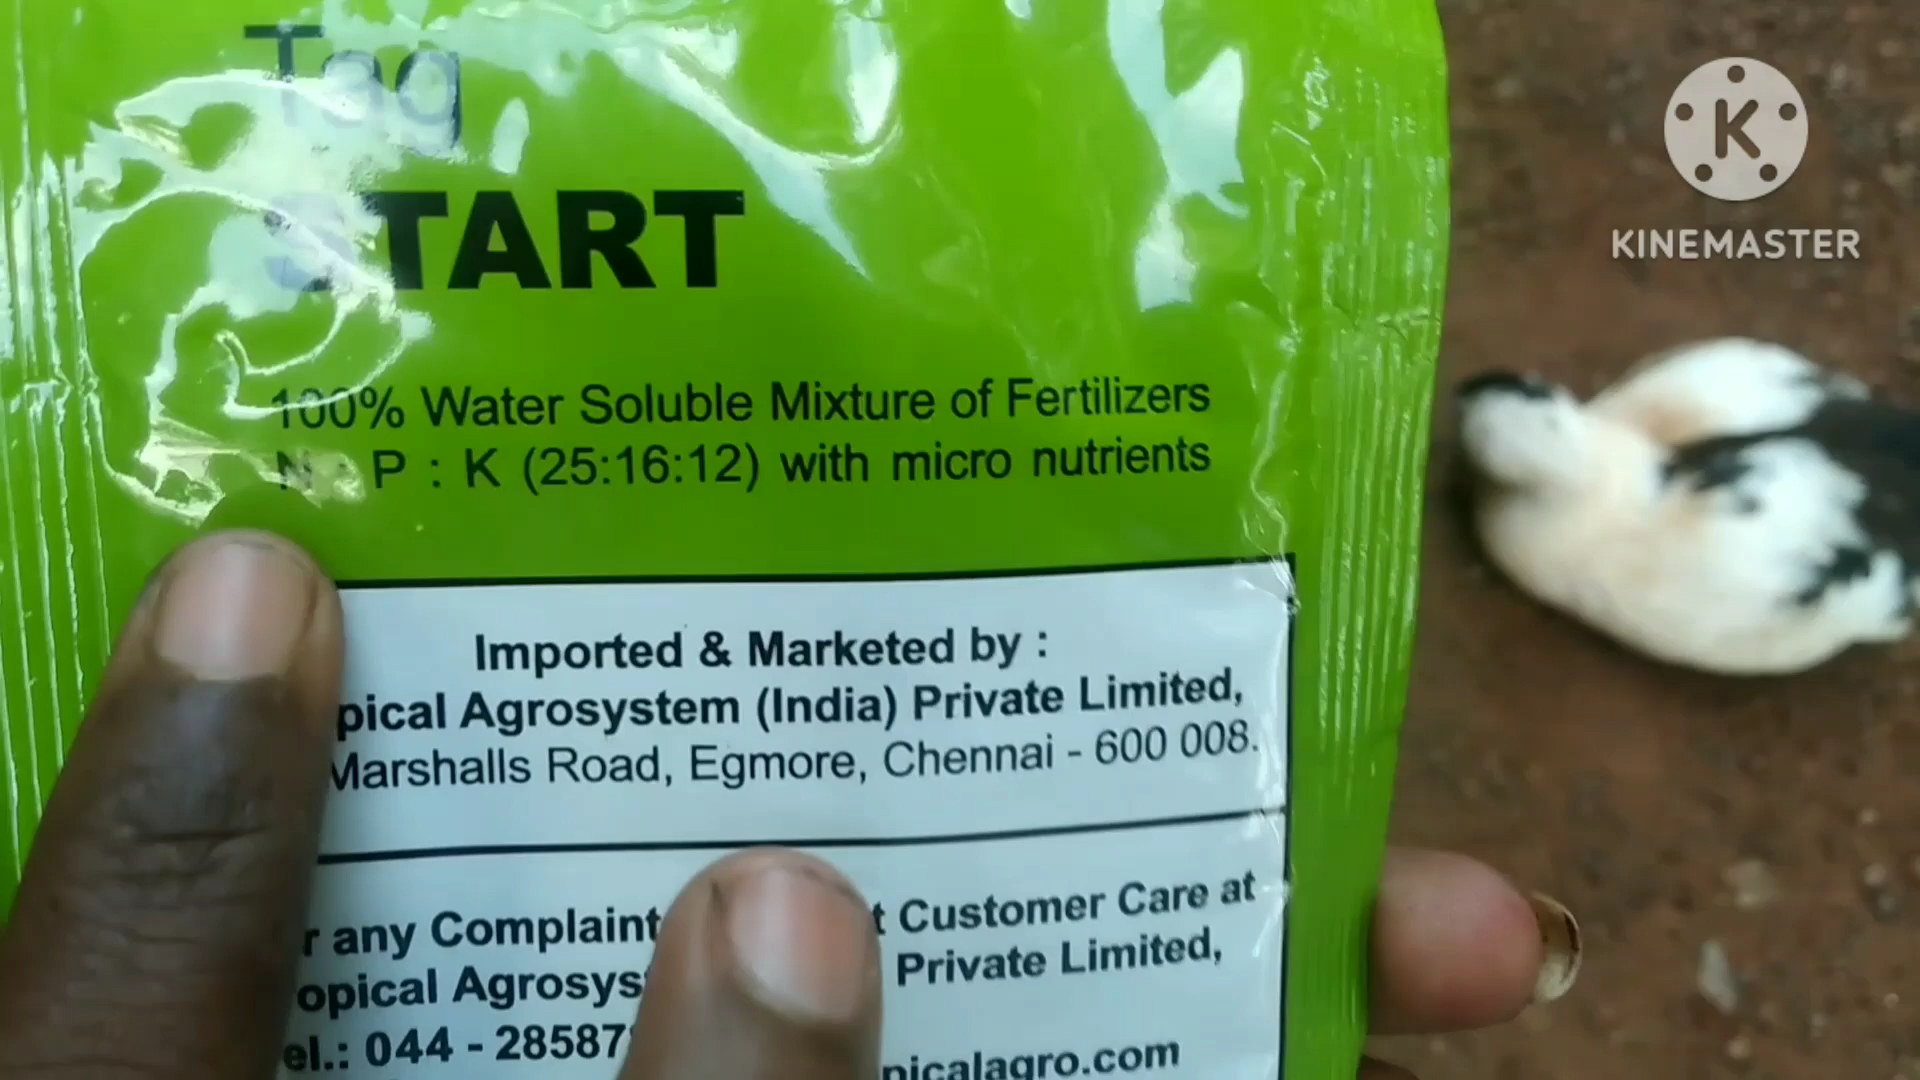 Tag
START
100% Water Soluble Mixture of Fertilizers
N : P : K (25:16:12) with micro nutrients
Imported & Marketed by :
pical Agrosystem (India) Private Limited,
Marshalls Road, Egmore, Chennai - 600 008.
r any Complaint t Customer Care at
opical Agrosys Private Limited,
el.: 044 - 28587
picalagro.com
K
KINEMASTER